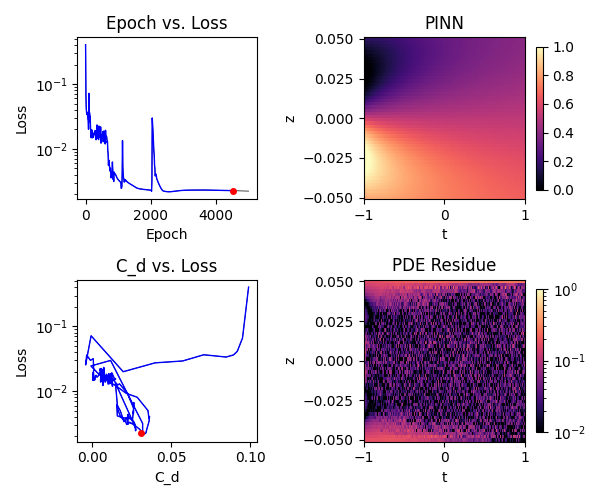 Epoch vs. Loss
Loss
10⁻¹
10⁻²
0
2000
4000
Epoch
PINN
z
0.050
0.025
0.000
−0.025
−0.050
−1
0
1
t
1.0
0.8
0.6
0.4
0.2
0.0
C_d vs. Loss
Loss
10⁻¹
10⁻²
0.00
0.05
0.10
C_d
PDE Residue
z
0.050
0.025
0.000
−0.025
−0.050
−1
0
1
t
10⁰
10⁻¹
10⁻²